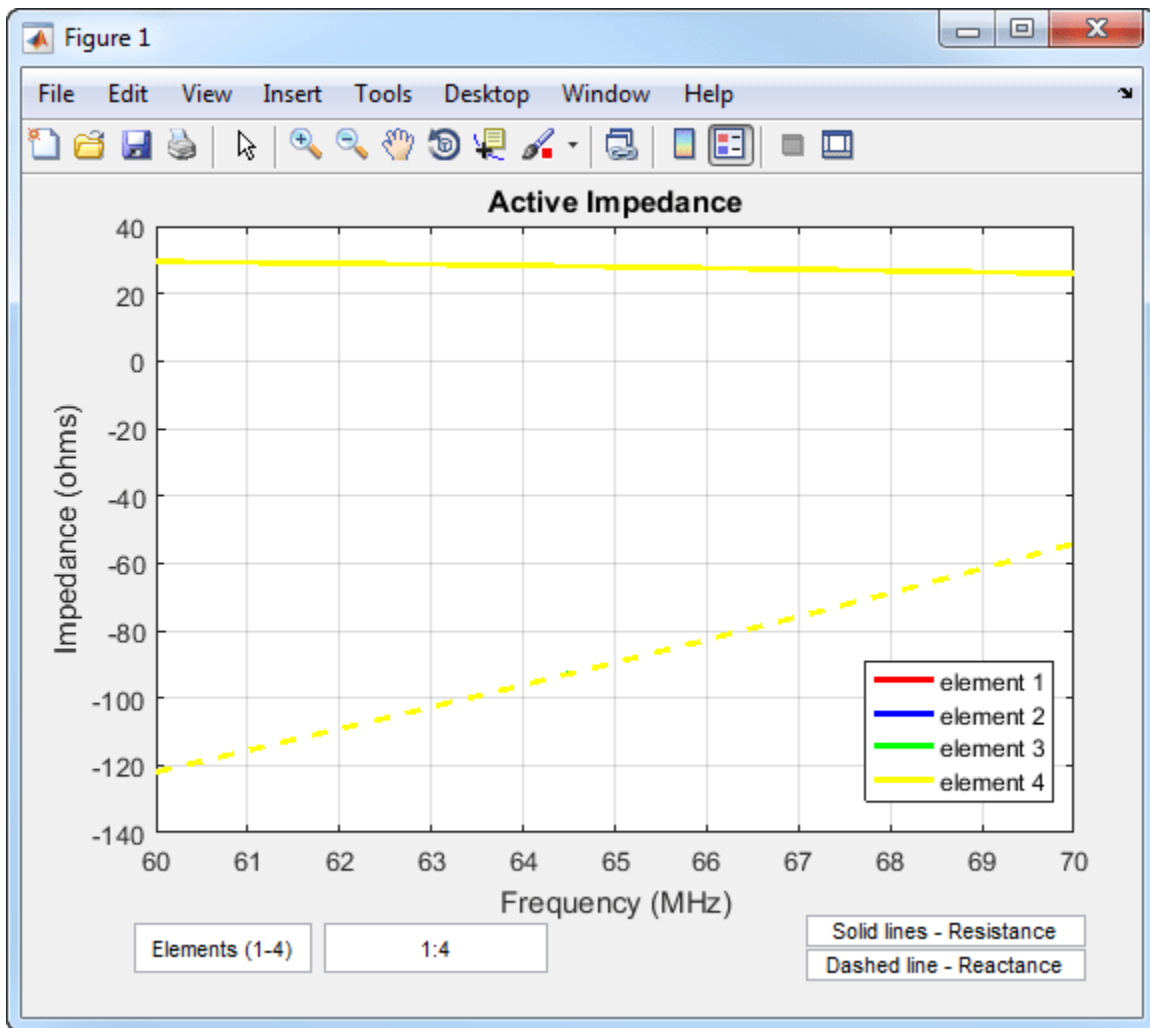 Figure 1
File Edit View Insert Tools Desktop Window Help
Active Impedance
40
20
0
-20
-40
-60
-80
-100
-120
-140
Impedance (ohms)
element 1
element 2
element 3
element 4
60 61 62 63 64 65 66 67 68 69 70
Frequency (MHz)
Elements (1-4) 1:4
Solid lines - Resistance
Dashed line - Reactance